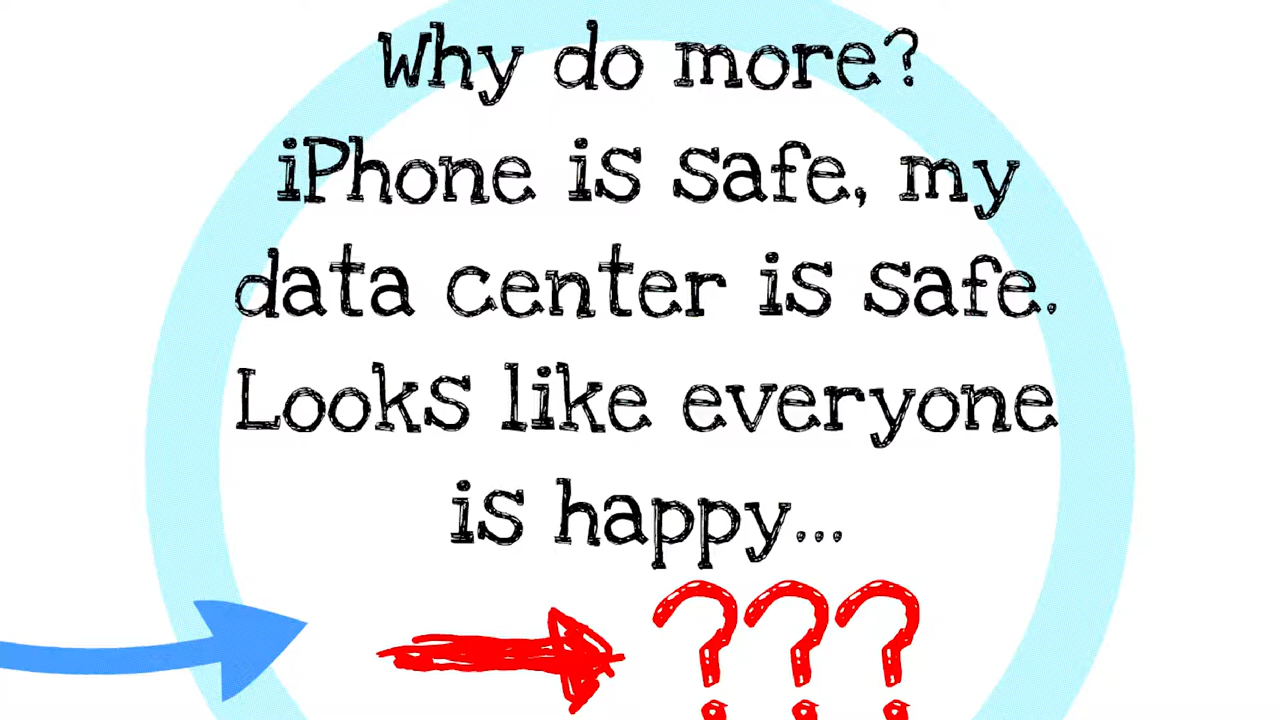 Why do more?
iPhone is safe, my
data center is safe.
Looks like everyone
is happy...
???